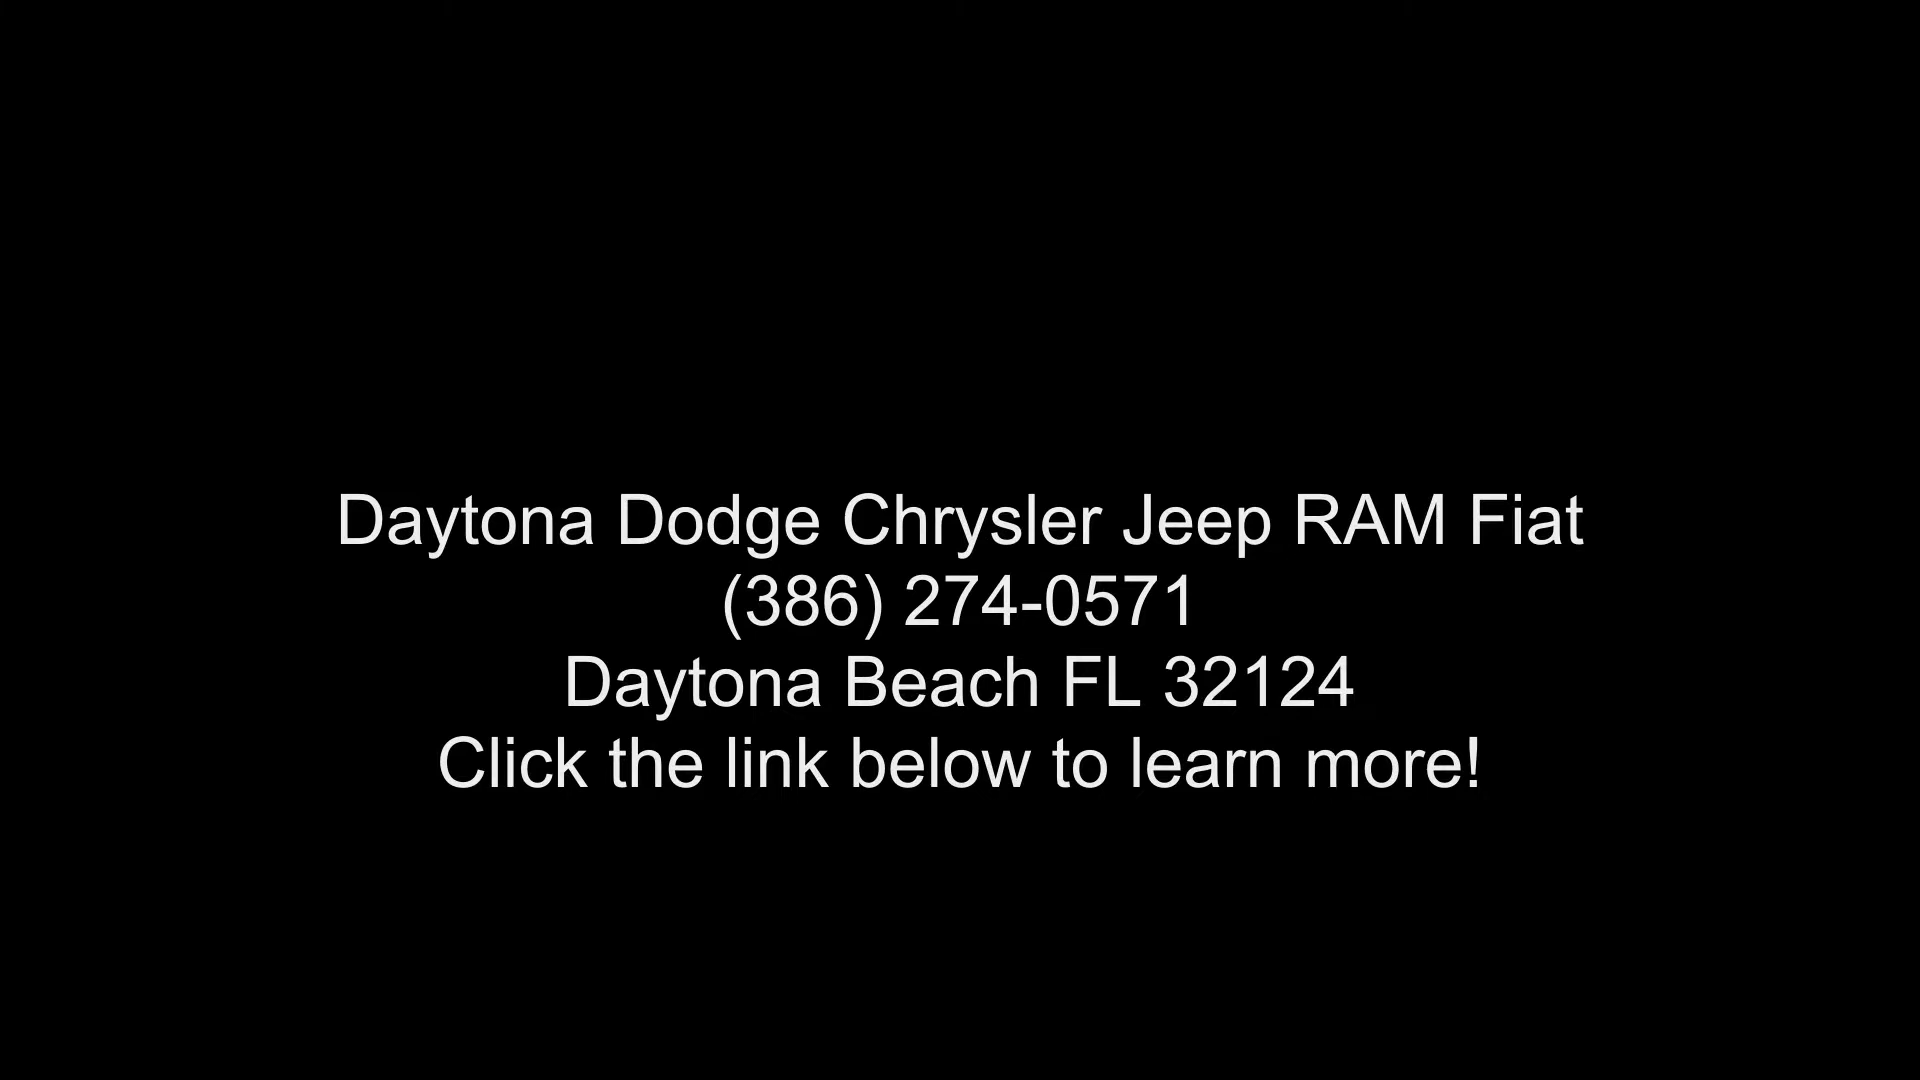 Daytona Dodge Chrysler Jeep RAM Fiat
(386) 274-0571
Daytona Beach FL 32124
Click the link below to learn more!